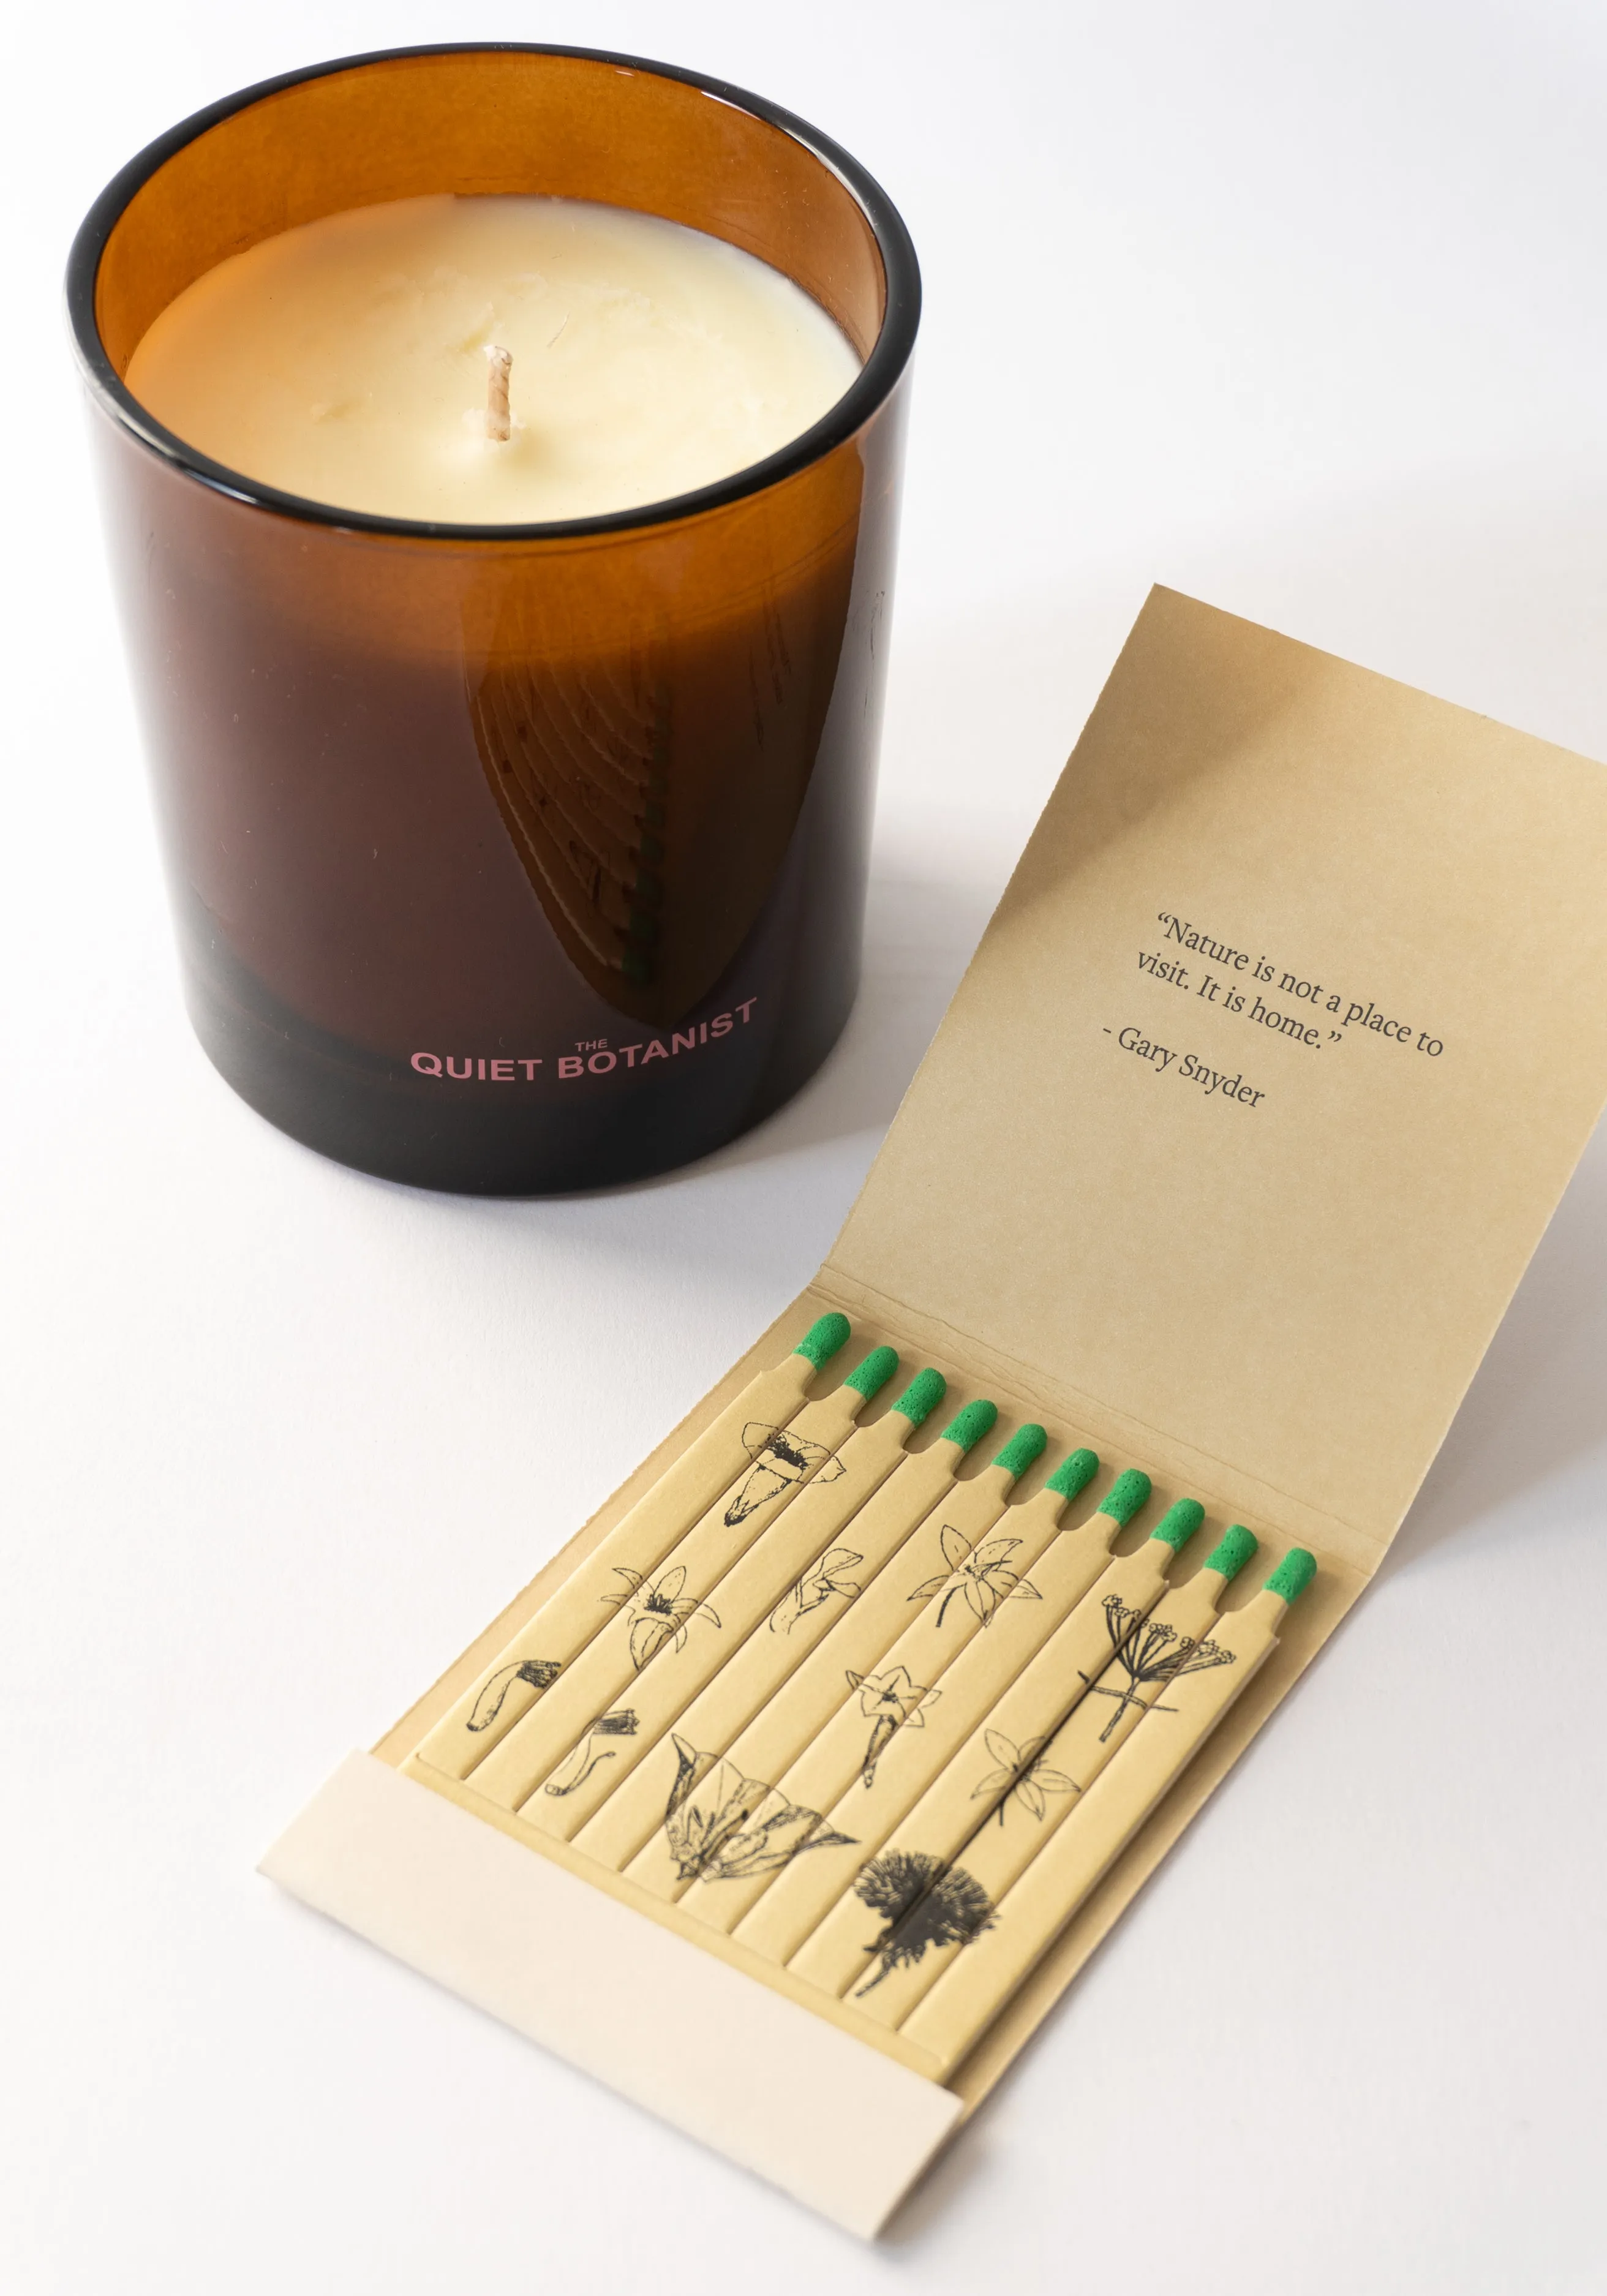 THE
QUIET BOTANIST
“Nature is not a place to
visit. It is home.”
- Gary Snyder